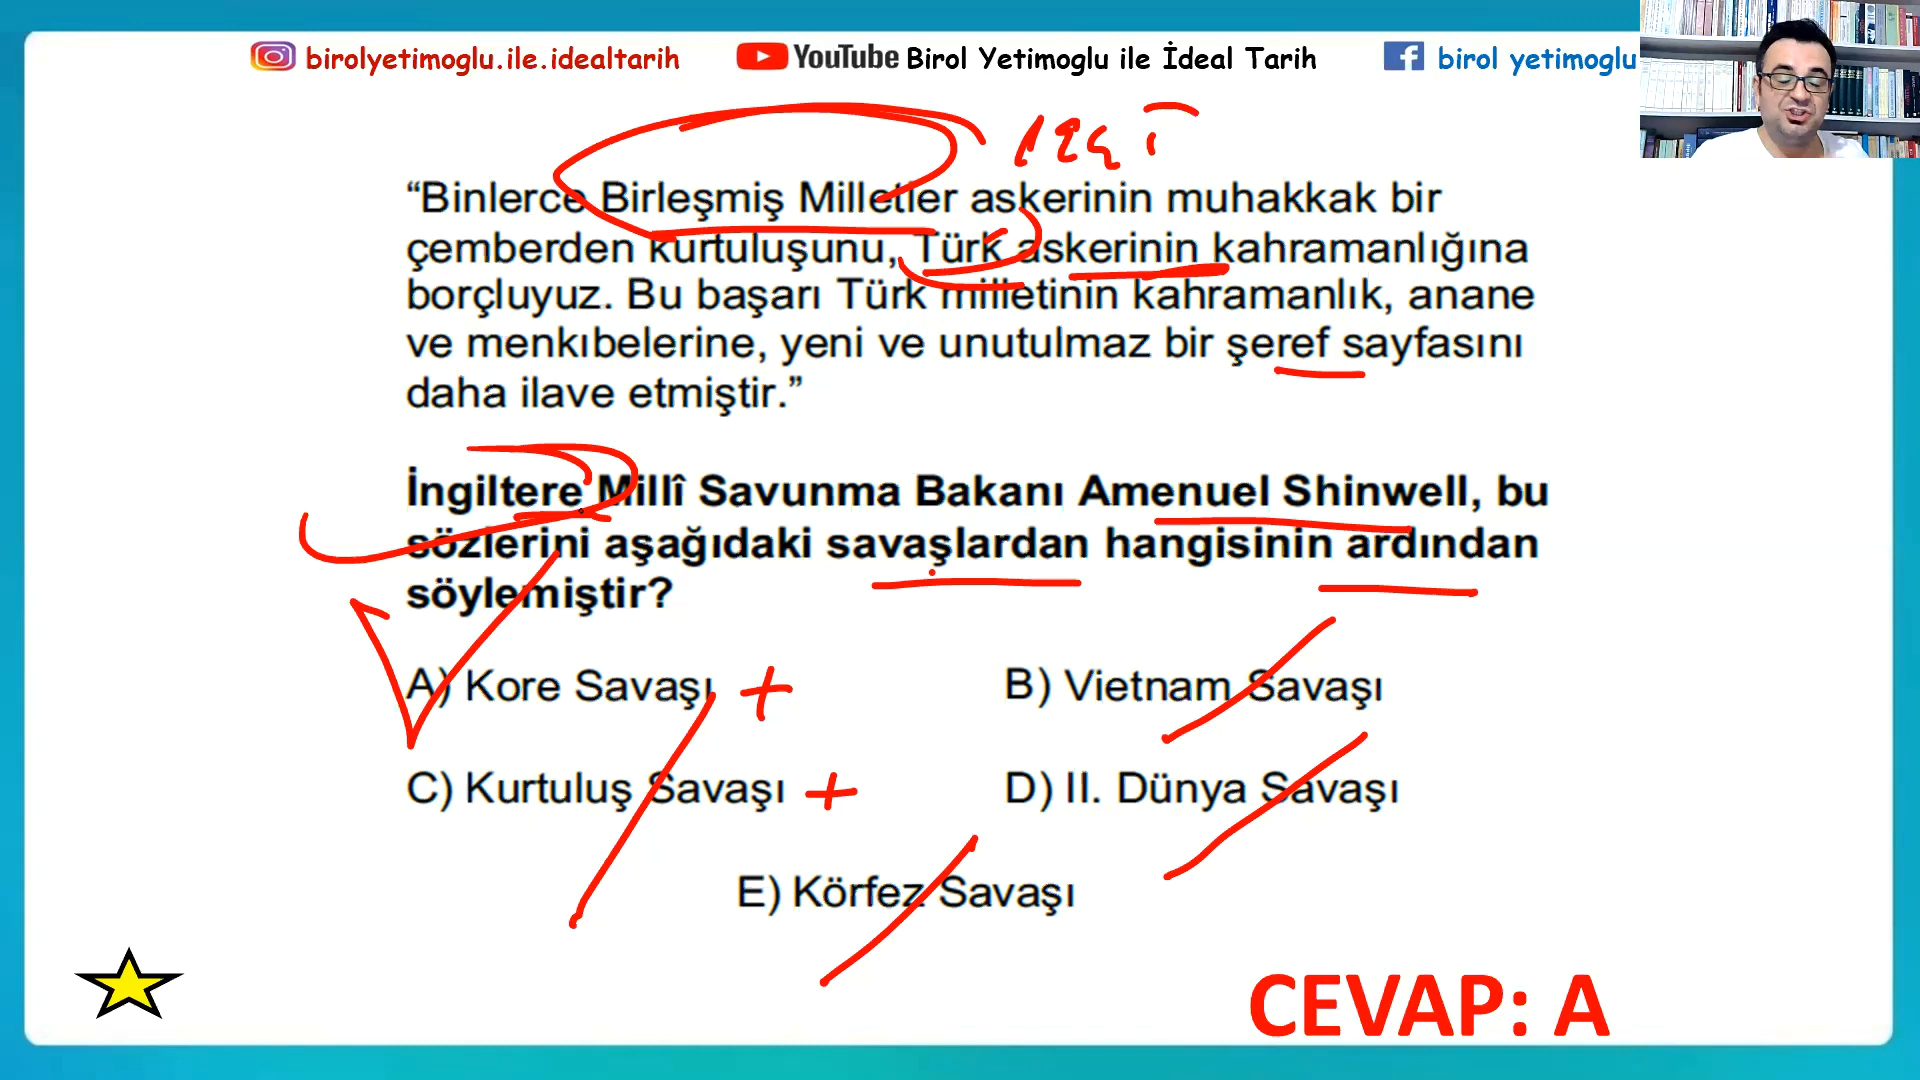 birolyetimoglu.ile.idealtarih YouTube Birol Yetimoglu ile İdeal Tarih birol yetimoglu
“Binlerce Birleşmiş Milletler askerinin muhakkak bir
çemberden kurtuluşunu, Türk askerinin kahramanlığına
borçluyuz. Bu başarı Türk milletinin kahramanlık, anane
ve menkıbelerine, yeni ve unutulmaz bir şeref sayfasını
daha ilave etmiştir.”
İngiltere Millî Savunma Bakanı Amenuel Shinwell, bu
sözlerini aşağıdaki savaşlardan hangisinin ardından
söylemiştir?
A) Kore Savaşı +
B) Vietnam Savaşı
C) Kurtuluş Savaşı +
D) II. Dünya Savaşı
E) Körfez Savaşı
CEVAP: A